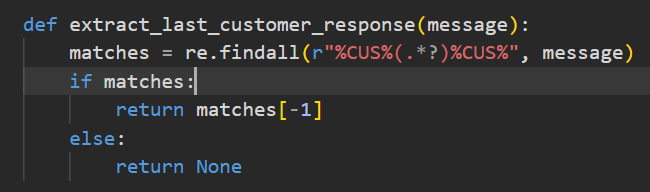 def extract_last_customer_response(message):
    matches = re.findall(r"%CUS%(.*?)%CUS%", message)
    if matches:
        return matches[-1]
    else:
        return None